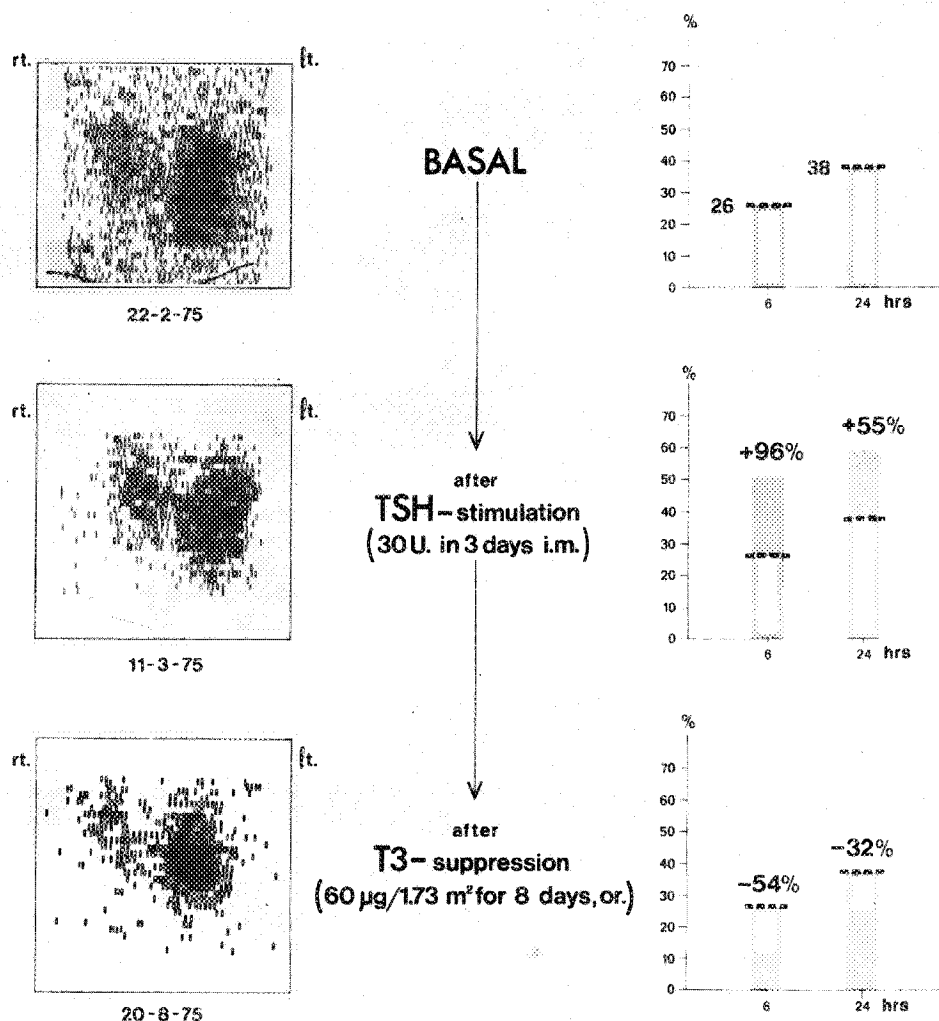 rt. lt.
22-2-75
BASAL
%
70
60
50
40
30
20
10
0
26
38
6 24 hrs
rt. lt.
11-3-75
after
TSH-stimulation
(30 U. in 3 days i.m.)
%
70
60
50
40
30
20
10
0
+96%
+55%
6 24 hrs
rt. lt.
20-8-75
after
T3-suppression
(60 µg/1.73 m² for 8 days, or.)
%
70
60
50
40
30
20
10
0
-54%
-32%
6 24 hrs